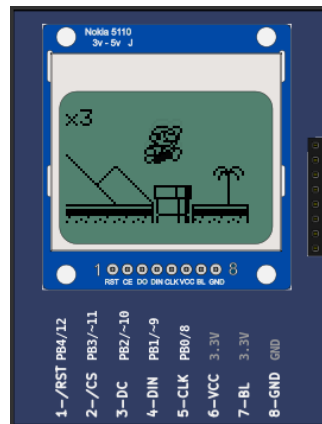 Nokia 5110
3v - 5v J
x3
1 8
RST CE DO DIN CLK VCC BL GND
1-/RST PB4/12
2-/CS PB3/~11
3-DC PB2/~10
4-DIN PB1/~9
5-CLK PB0/8
6-VCC 3.3V
7-BL 3.3V
8-GND GND